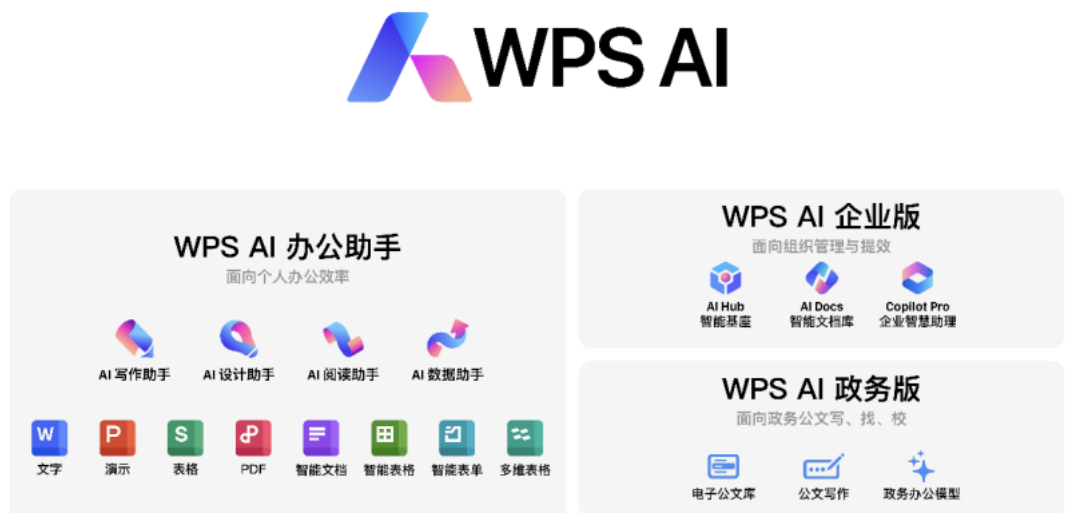 WPS AI
WPS AI 办公助手
面向个人办公效率
AI 写作助手
AI 设计助手
AI 阅读助手
AI 数据助手
W
P
S
文字
演示
表格
PDF
智能文档
智能表格
智能表单
多维表格
WPS AI 企业版
面向组织管理与提效
AI Hub
智能基座
AI Docs
智能文档库
Copilot Pro
企业智慧助理
WPS AI 政务版
面向政务公文写、找、校
电子公文库
公文写作
政务办公模型